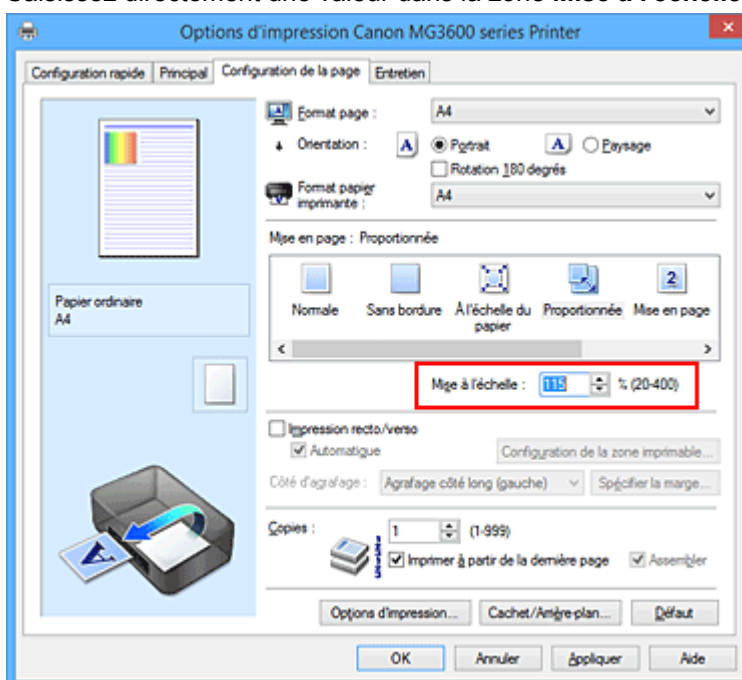 Options d'impression Canon MG3600 series Printer
Configuration rapide Principal Configuration de la page Entretien
Format page : A4
Orientation : A Portrait A Paysage
Rotation 180 degrés
Format papier
imprimante : A4
Mise en page : Proportionnée
2
Normale Sans bordure À l'échelle du
papier Proportionnée Mise en page
Papier ordinaire
A4
Mise à l'échelle : 115 % (20-400)
Impression recto/verso
Automatique Configuration de la zone imprimable...
Côté d'agrafage : Agrafage côté long (gauche) Spécifier la marge...
Copies : 1 (1-999)
Imprimer à partir de la dernière page Assembler
A
Options d'impression... Cachet/Arrière-plan... Défaut
OK Annuler Appliquer Aide